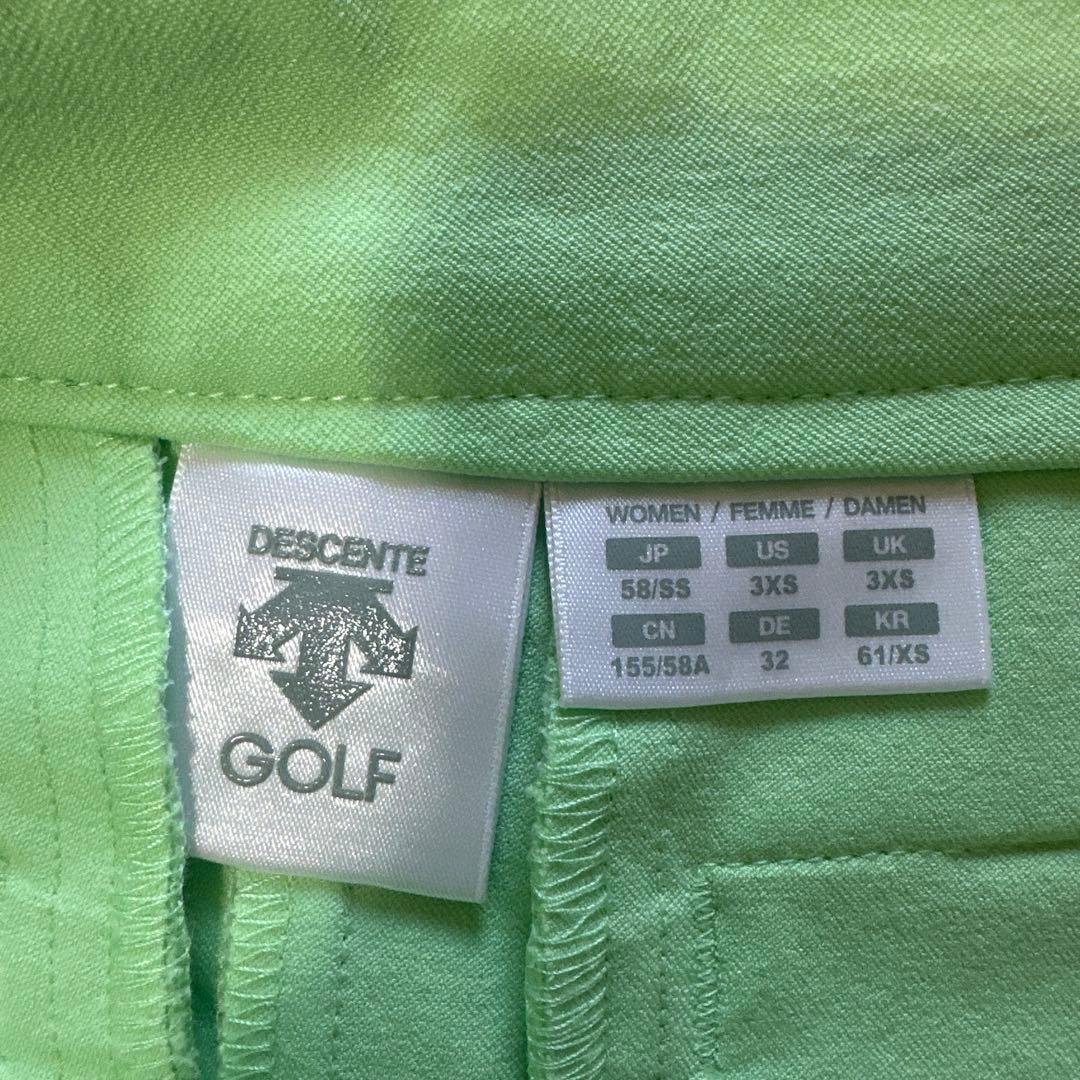 DESCENTE
GOLF
WOMEN / FEMME / DAMEN
JP US UK
58/SS 3XS 3XS
CN DE KR
155/58A 32 61/XS